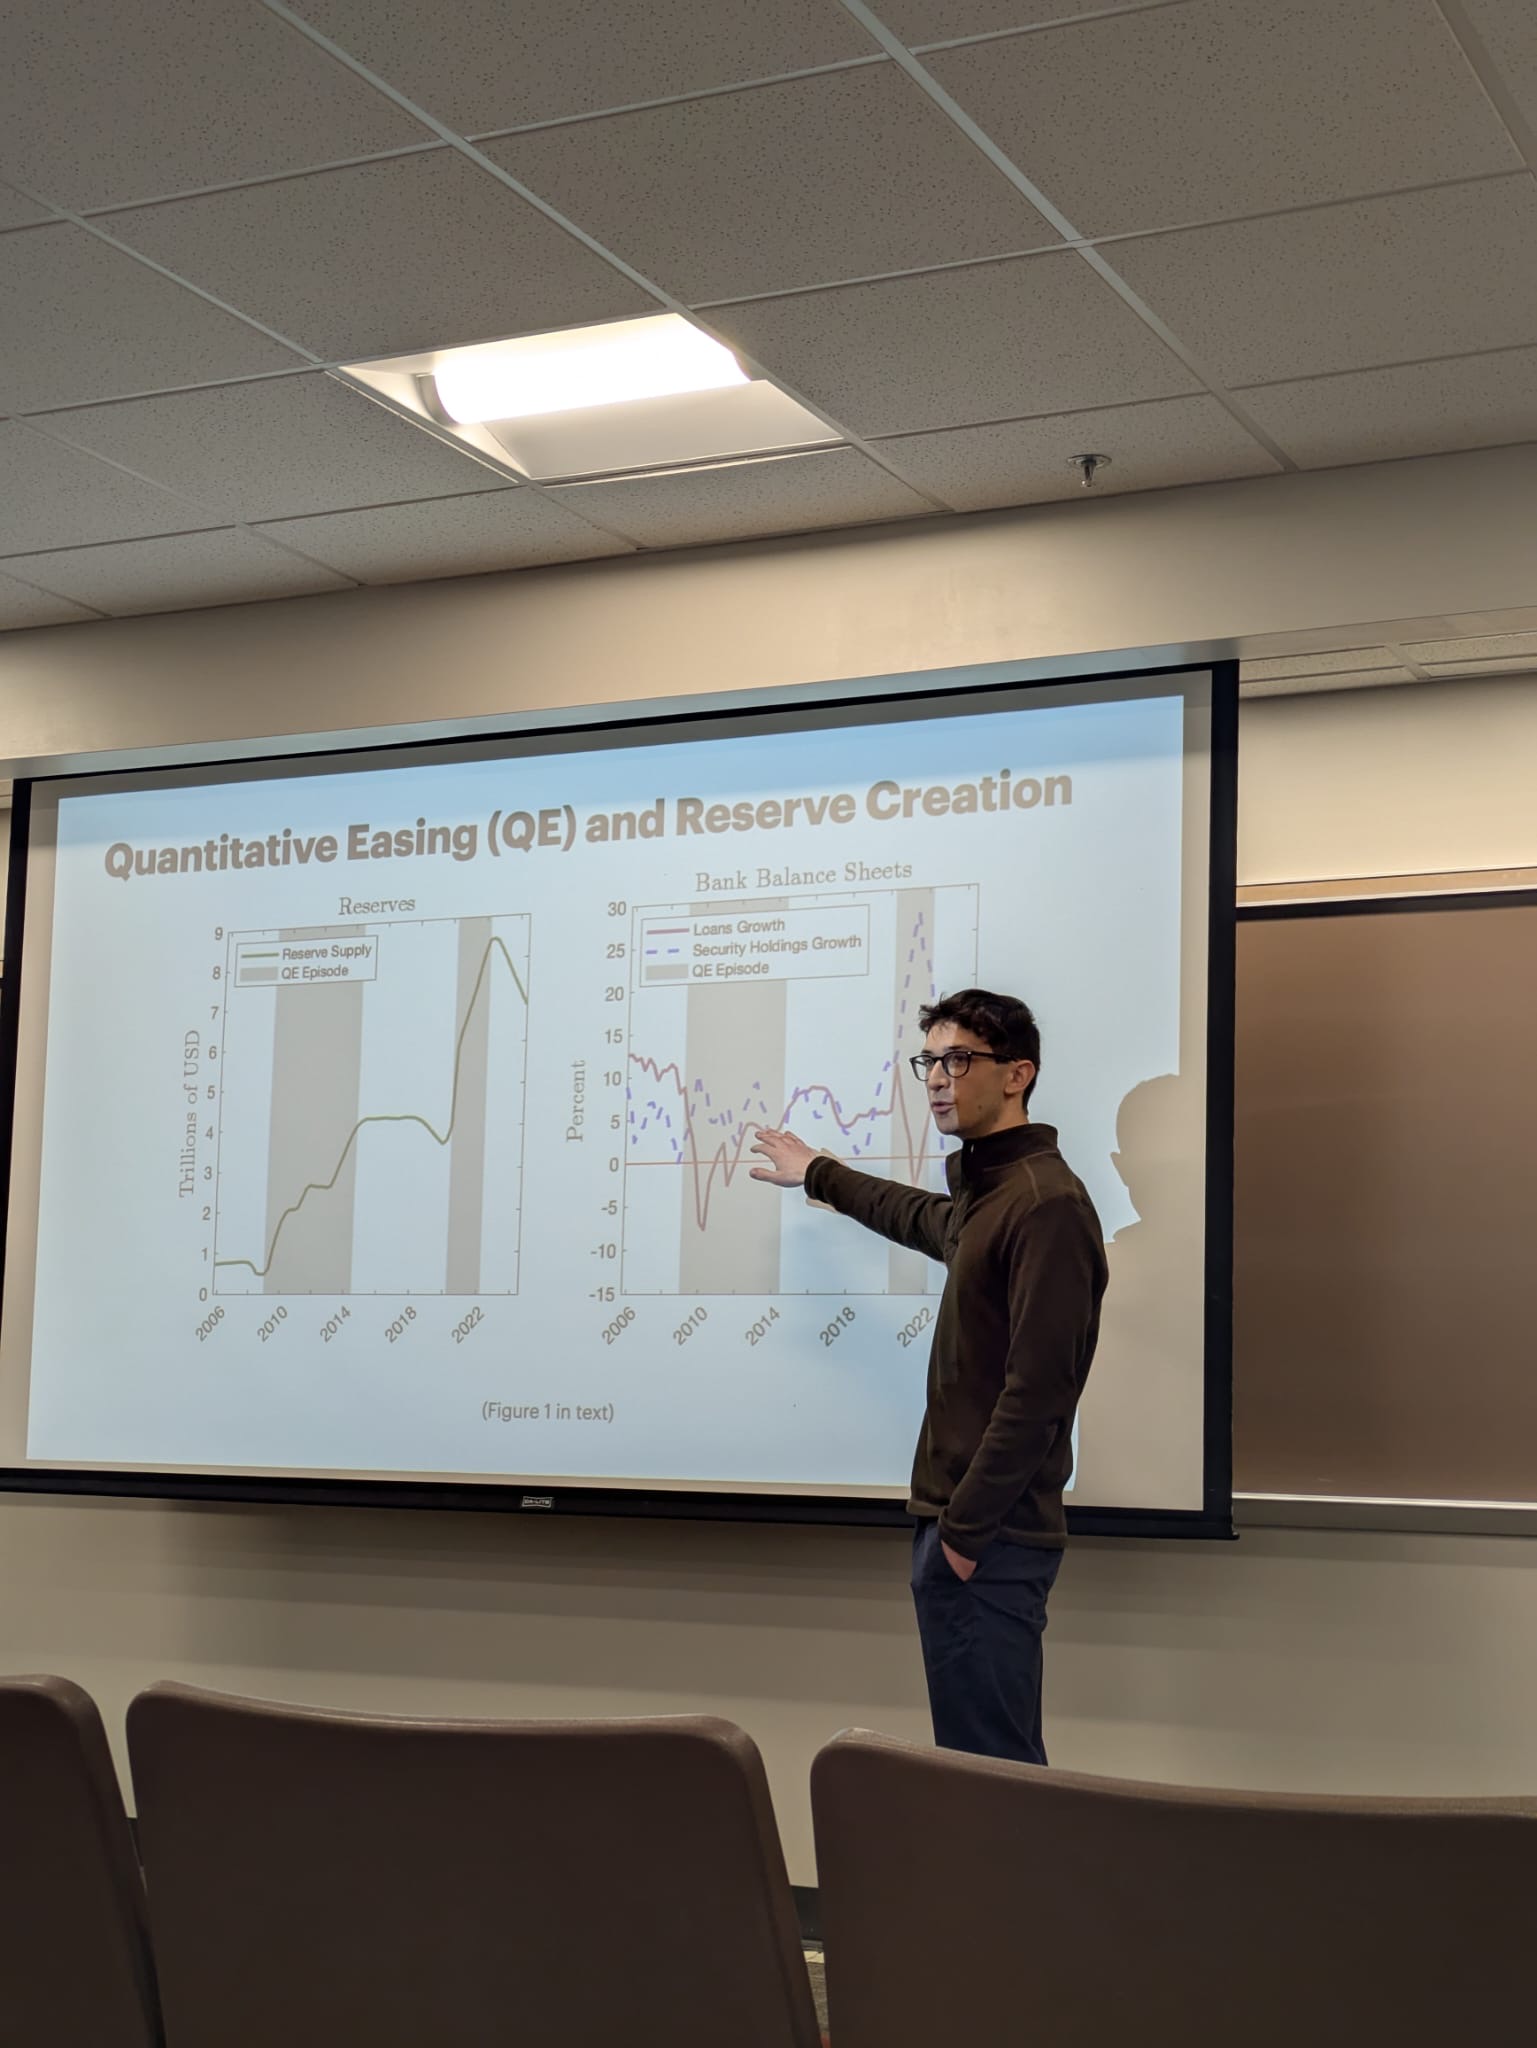 Quantitative Easing (QE) and Reserve Creation
Reserves
Reserve Supply
QE Episode
Trillions of USD
9
8
7
6
5
4
3
2
1
0
2006
2010
2014
2018
2022
Bank Balance Sheets
Loans Growth
Security Holdings Growth
QE Episode
Percent
30
25
20
15
10
5
0
-5
-10
-15
2006
2010
2014
2018
2022
(Figure 1 in text)
DA-LITE